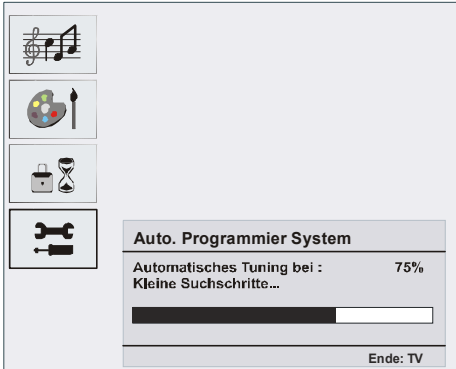 Auto. Programmier System
Automatisches Tuning bei : 75%
Kleine Suchschritte...
Ende: TV